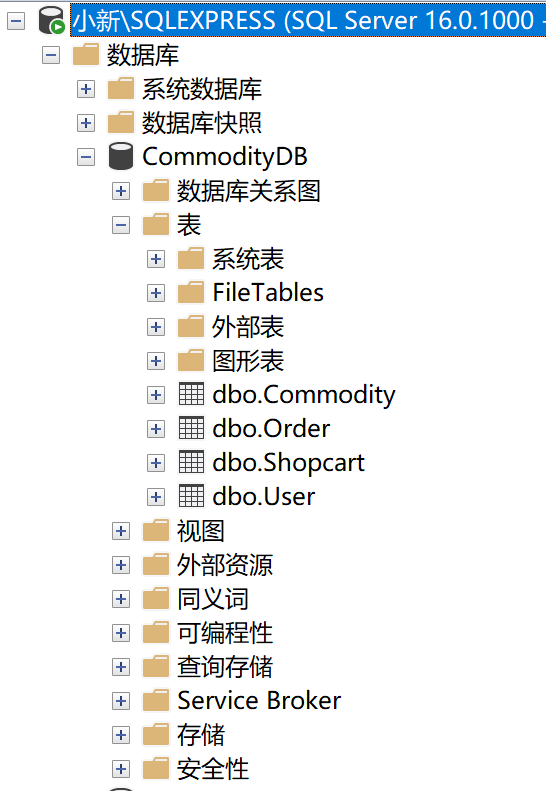 小新\SQLEXPRESS (SQL Server 16.0.1000 -
数据库
系统数据库
数据库快照
CommodityDB
数据库关系图
表
系统表
FileTables
外部表
图形表
dbo.Commodity
dbo.Order
dbo.Shopcart
dbo.User
视图
外部资源
同义词
可编程性
查询存储
Service Broker
存储
安全性